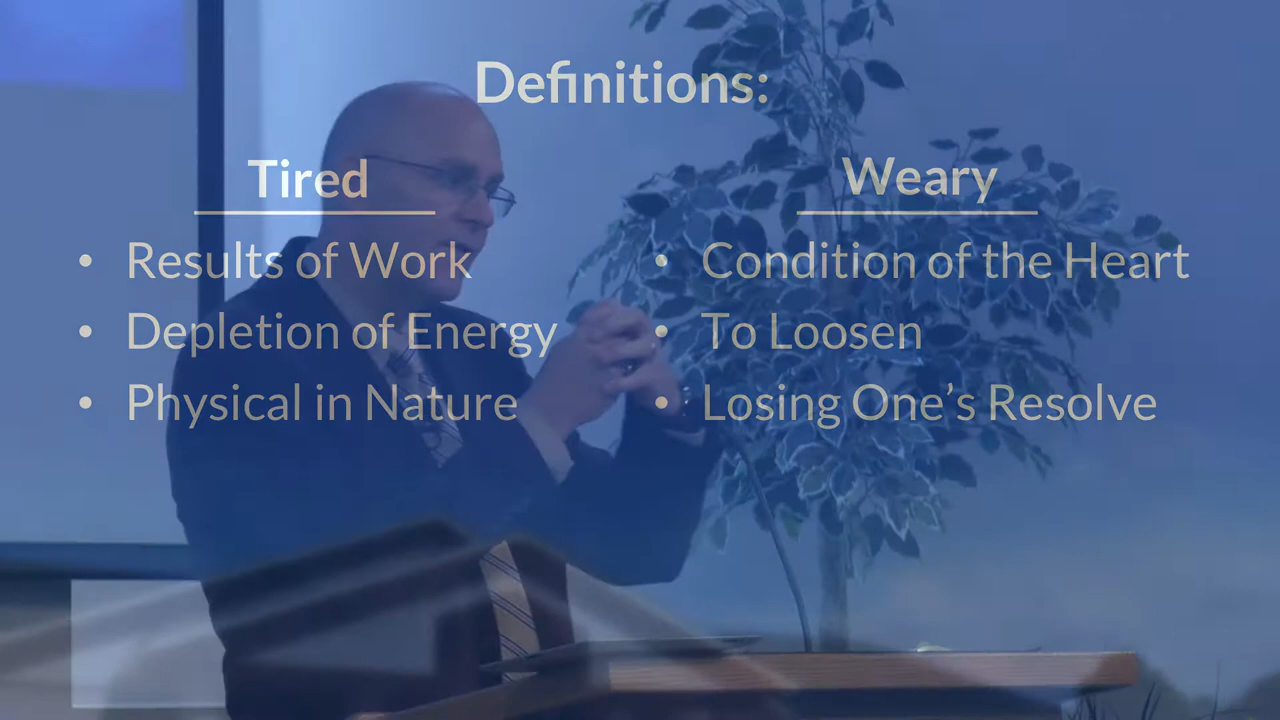 Definitions:
Tired
• Results of Work
• Depletion of Energy
• Physical in Nature
Weary
• Condition of the Heart
• To Loosen
• Losing One’s Resolve